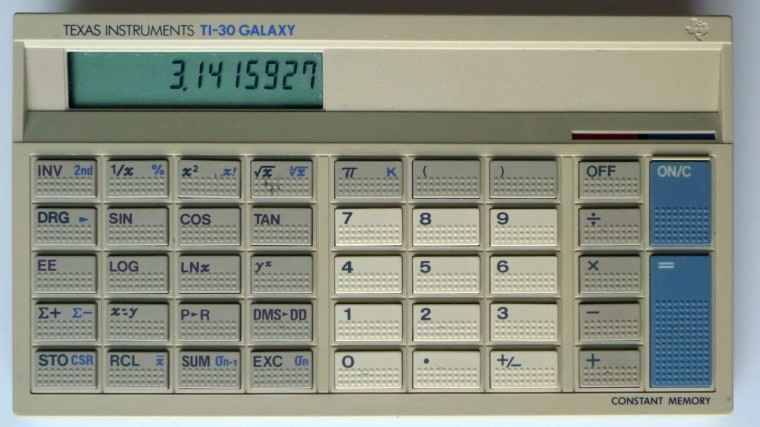 TEXAS INSTRUMENTS TI-30 GALAXY
3.1415927
INV 2nd 1/x % x² x! √x ∛x π K ( ) OFF ON/C
DRG ► SIN COS TAN 7 8 9 ÷
EE LOG LNx yˣ 4 5 6 × =
Σ+ Σ− x:y P►R DMS►DD 1 2 3 −
STO CSR RCL x̅ SUM σn-1 EXC σn 0 • +/− +
CONSTANT MEMORY